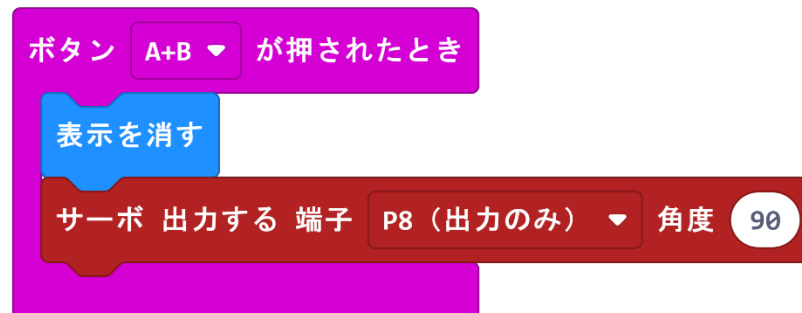 ボタン A+B が押されたとき
表示を消す
サーボ 出力する 端子 P8（出力のみ） 角度 90